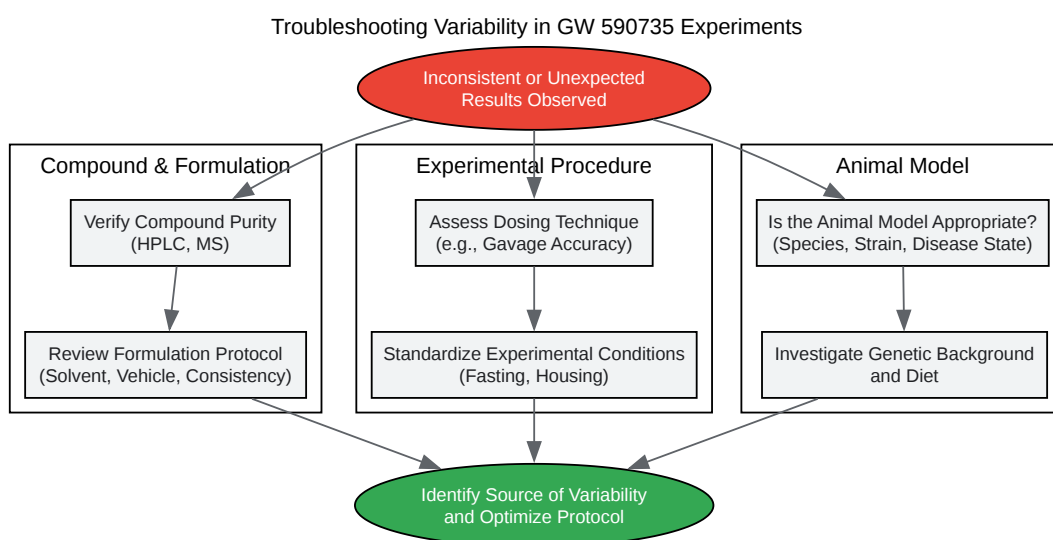 Troubleshooting Variability in GW 590735 Experiments
Inconsistent or Unexpected
Results Observed
Compound & Formulation
Verify Compound Purity
(HPLC, MS)
Review Formulation Protocol
(Solvent, Vehicle, Consistency)
Experimental Procedure
Assess Dosing Technique
(e.g., Gavage Accuracy)
Standardize Experimental Conditions
(Fasting, Housing)
Animal Model
Is the Animal Model Appropriate?
(Species, Strain, Disease State)
Investigate Genetic Background
and Diet
Identify Source of Variability
and Optimize Protocol